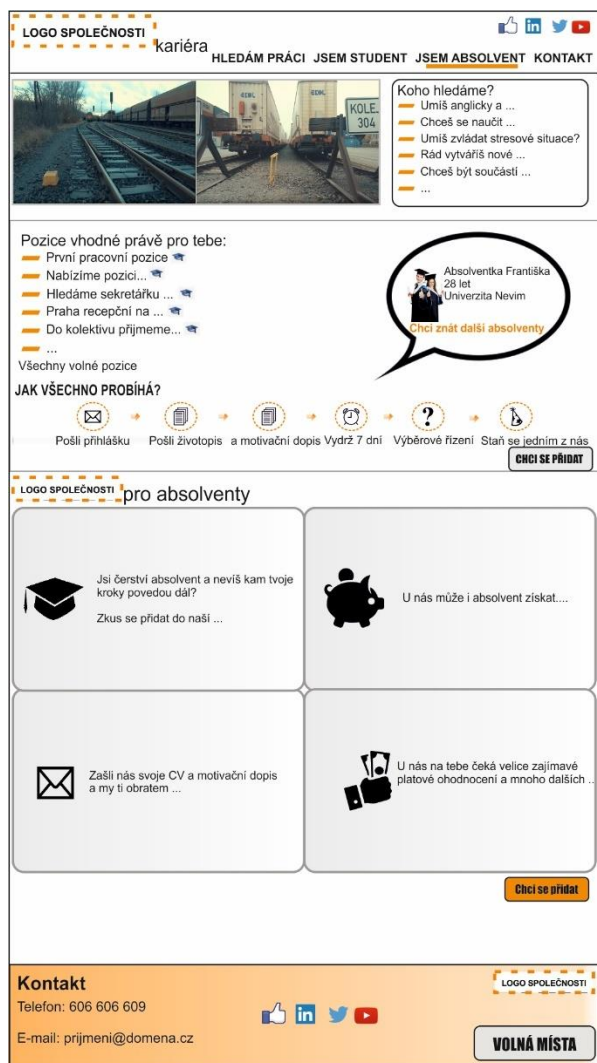 LOGO SPOLEČNOSTI
kariéra
HLEDÁM PRÁCI JSEM STUDENT JSEM ABSOLVENT KONTAKT
KOLEJ
304
Koho hledáme?
Umíš anglicky a ...
Chceš se naučit ...
Umíš zvládat stresové situace?
Rád vytváříš nové ...
Chceš být součástí ...
...
Pozice vhodné právě pro tebe:
První pracovní pozice
Nabízíme pozici...
Hledáme sekretářku ...
Praha recepční na ...
Do kolektivu přijmeme...
...
Všechny volné pozice
Absolventka Františka
28 let
Univerzita Nevim
Chci znát další absolventy
JAK VŠECHNO PROBÍHÁ?
Pošli přihlášku Pošli životopis a motivační dopis Vydrž 7 dní Výběrové řízení Staň se jedním z nás
CHCI SE PŘIDAT
LOGO SPOLEČNOSTI
pro absolventy
Jsi čerství absolvent a nevíš kam tvoje
kroky povedou dál?
Zkus se přidat do naší ...
U nás může i absolvent získat....
Zašli nás svoje CV a motivační dopis
a my ti obratem ...
U nás na tebe čeká velice zajímavé
platové ohodnocení a mnoho dalších ..
Chci se přidat
Kontakt
Telefon: 606 606 609
E-mail: prijmeni@domena.cz
LOGO SPOLEČNOSTI
VOLNÁ MÍSTA